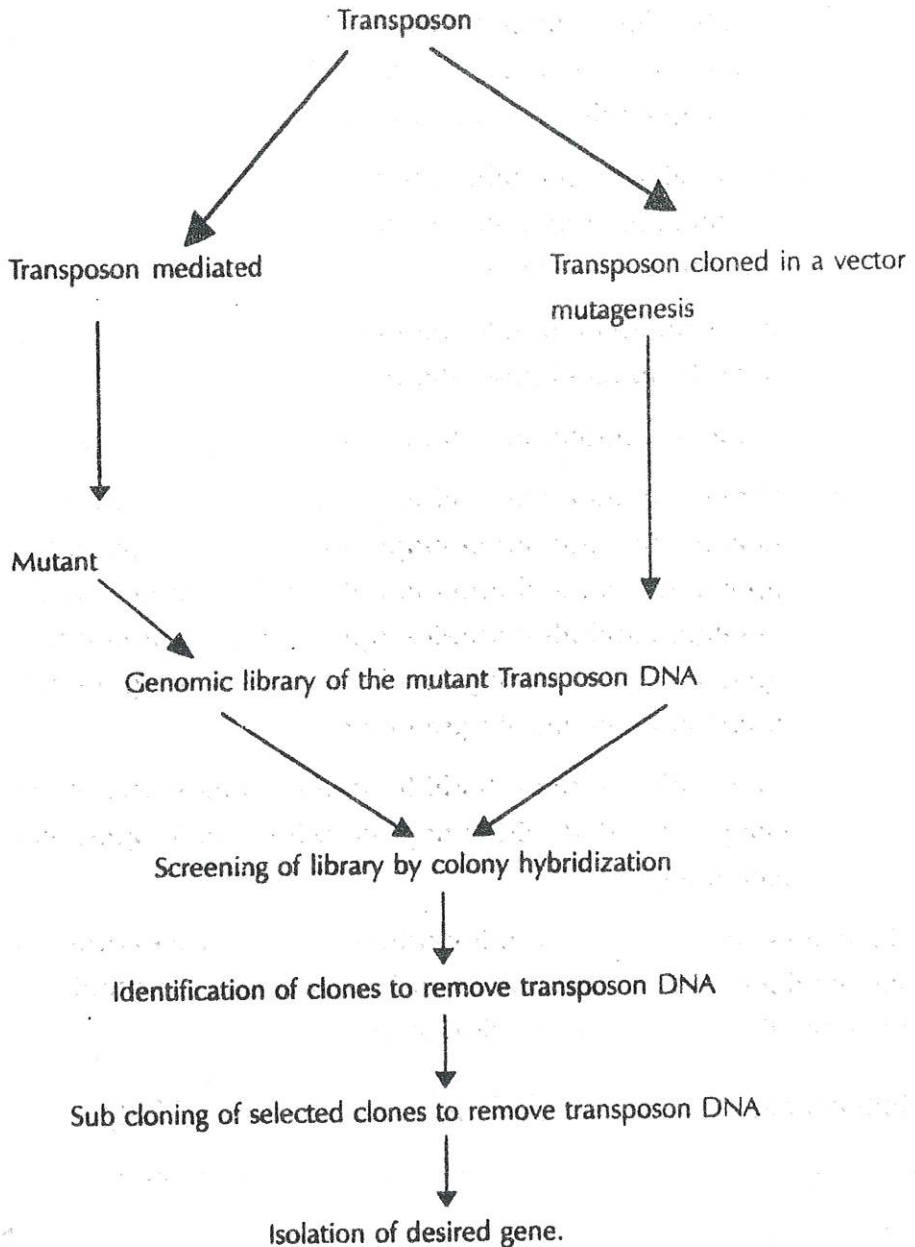 Transposon
Transposon mediated
Transposon cloned in a vector
mutagenesis
Mutant
Genomic library of the mutant Transposon DNA
Screening of library by colony hybridization
Identification of clones to remove transposon DNA
Sub cloning of selected clones to remove transposon DNA
Isolation of desired gene.